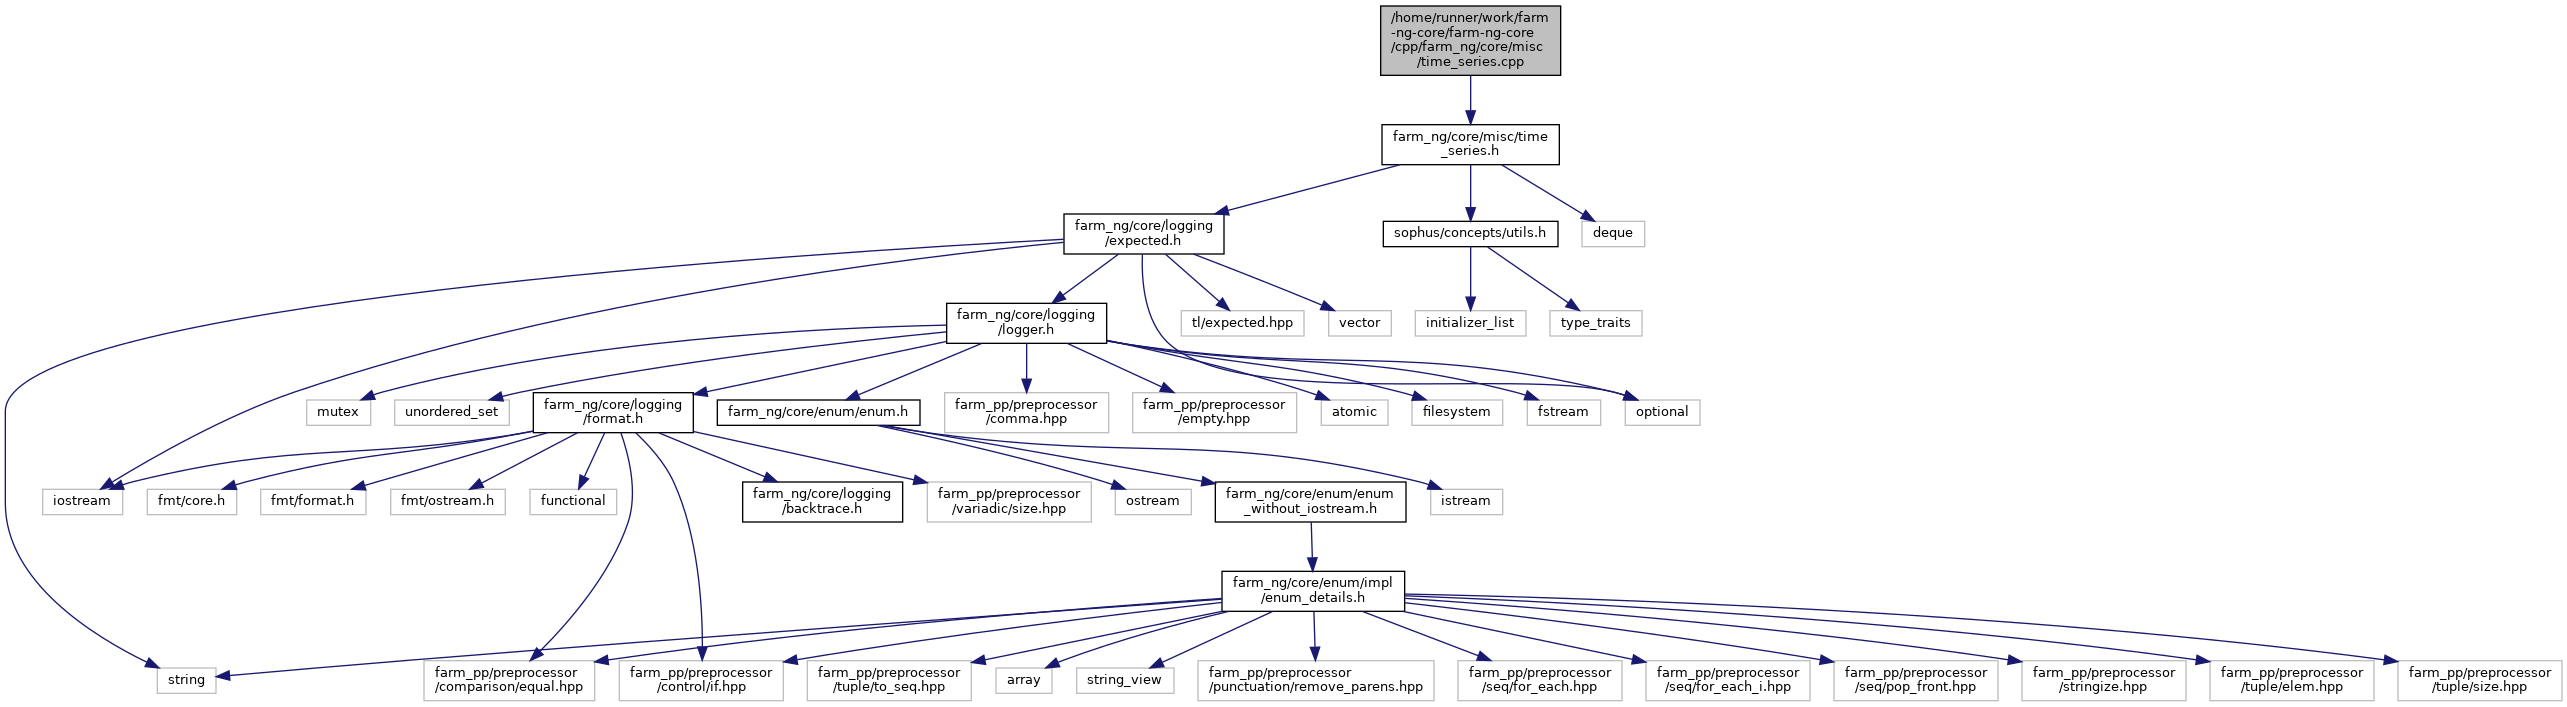 /home/runner/work/farm
-ng-core/farm-ng-core
/cpp/farm_ng/core/misc
/time_series.cpp
farm_ng/core/misc/time
_series.h
farm_ng/core/logging
/expected.h
sophus/concepts/utils.h
deque
farm_ng/core/logging
/logger.h
tl/expected.hpp
vector
initializer_list
type_traits
mutex
unordered_set
farm_ng/core/logging
/format.h
farm_ng/core/enum/enum.h
farm_pp/preprocessor
/comma.hpp
farm_pp/preprocessor
/empty.hpp
atomic
filesystem
fstream
optional
iostream
fmt/core.h
fmt/format.h
fmt/ostream.h
functional
farm_ng/core/logging
/backtrace.h
farm_pp/preprocessor
/variadic/size.hpp
ostream
farm_ng/core/enum/enum
_without_iostream.h
istream
farm_ng/core/enum/impl
/enum_details.h
string
farm_pp/preprocessor
/comparison/equal.hpp
farm_pp/preprocessor
/control/if.hpp
farm_pp/preprocessor
/tuple/to_seq.hpp
array
string_view
farm_pp/preprocessor
/punctuation/remove_parens.hpp
farm_pp/preprocessor
/seq/for_each.hpp
farm_pp/preprocessor
/seq/for_each_i.hpp
farm_pp/preprocessor
/seq/pop_front.hpp
farm_pp/preprocessor
/stringize.hpp
farm_pp/preprocessor
/tuple/elem.hpp
farm_pp/preprocessor
/tuple/size.hpp